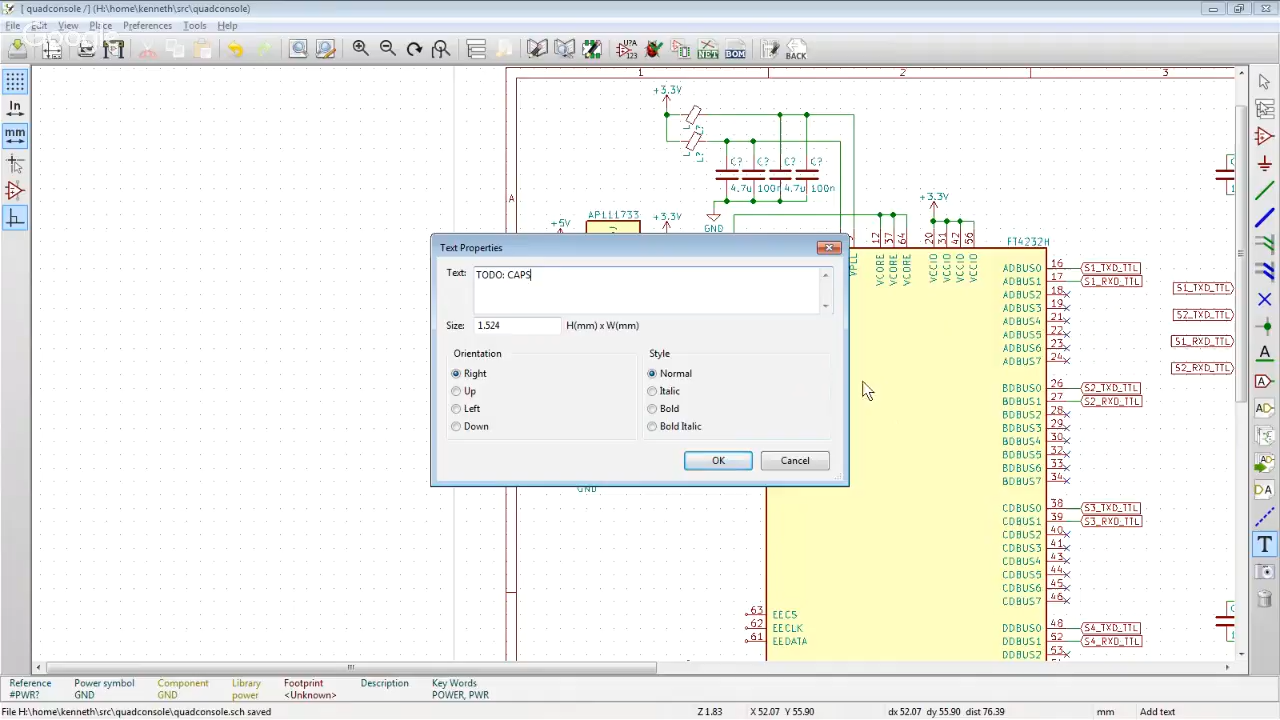 [ quadconsole /] (H:\home\kenneth\src\quadconsole)
File Edit View Place Preferences Tools Help
Google
BACK
In
mm
1 2 3
A
+3.3V
C? C? C? C?
4.7u 100n 4.7u 100n
GND
+5V
AP111733
+3.3V
+3.3V
12 37 64
20 31 42 56
VPLL
VCORE VCORE VCORE
VCCIO VCCIO VCCIO VCCIO
FT4232H
Text Properties
Text: TODO: CAPS
Size: 1.524 H(mm) x W(mm)
Orientation Style
Right Normal
Up Italic
Left Bold
Down Bold Italic
OK Cancel
GND
ADBUS0 16 S1_TXD_TTL
ADBUS1 17 S1_RXD_TTL
ADBUS2 18
ADBUS3 19
ADBUS4 21
ADBUS5 22
ADBUS6 23
ADBUS7 24
S1_TXD_TTL
S2_TXD_TTL
S1_RXD_TTL
S2_RXD_TTL
BDBUS0 26 S2_TXD_TTL
BDBUS1 27 S2_RXD_TTL
BDBUS2 28
BDBUS3 29
BDBUS4 30
BDBUS5 32
BDBUS6 33
BDBUS7 34
CDBUS0 38 S3_TXD_TTL
CDBUS1 39 S3_RXD_TTL
CDBUS2 40
CDBUS3 41
CDBUS4 43
CDBUS5 44
CDBUS6 45
CDBUS7 46
63 EECS
62 EECLK
61 EEDATA
DDBUS0 48 S4_TXD_TTL
DDBUS1 52 S4_RXD_TTL
DDBUS2 53
Reference Power symbol Component Library Footprint Description Key Words
#PWR? GND GND power <Unknown> POWER, PWR
File H:/home/kenneth/src/quadconsole/quadconsole.sch saved Z 1.83 X 52.07 Y 55.90 dx 52.07 dy 55.90 dist 76.39 mm Add text